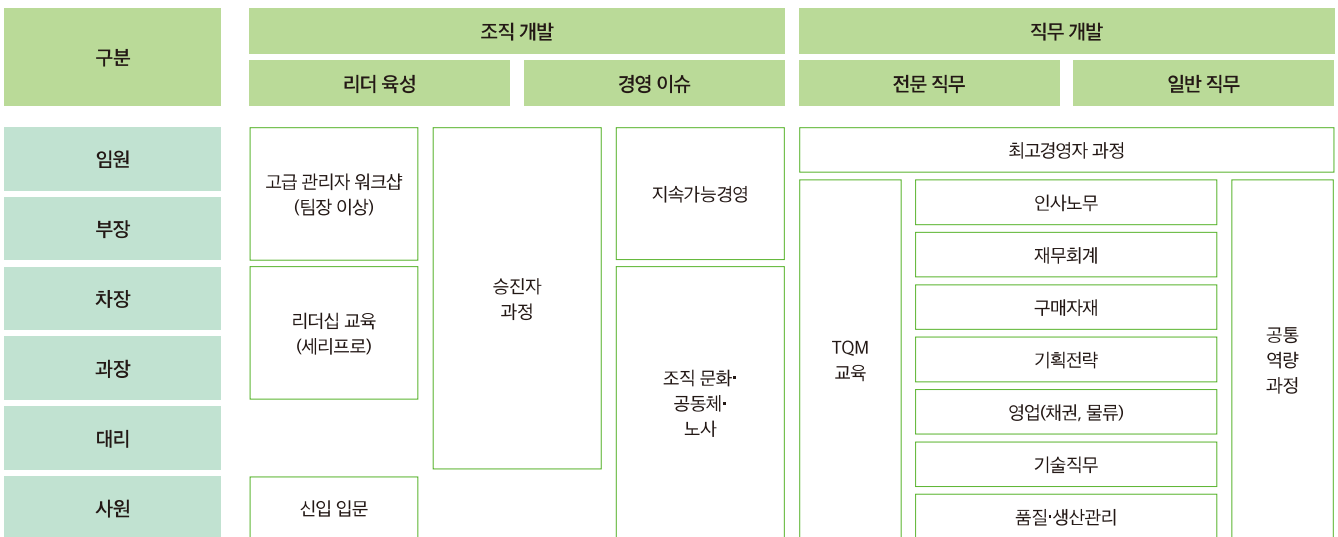 구분
조직 개발
직무 개발
리더 육성
경영 이슈
전문 직무
일반 직무
임원
부장
차장
과장
대리
사원
고급 관리자 워크샵
(팀장 이상)
리더십 교육
(세리프로)
신입 입문
승진자
과정
지속가능경영
조직 문화·
공동체·
노사
최고경영자 과정
TQM
교육
인사노무
재무회계
구매자재
기획전략
영업(채권, 물류)
기술직무
품질·생산관리
공통
역량
과정